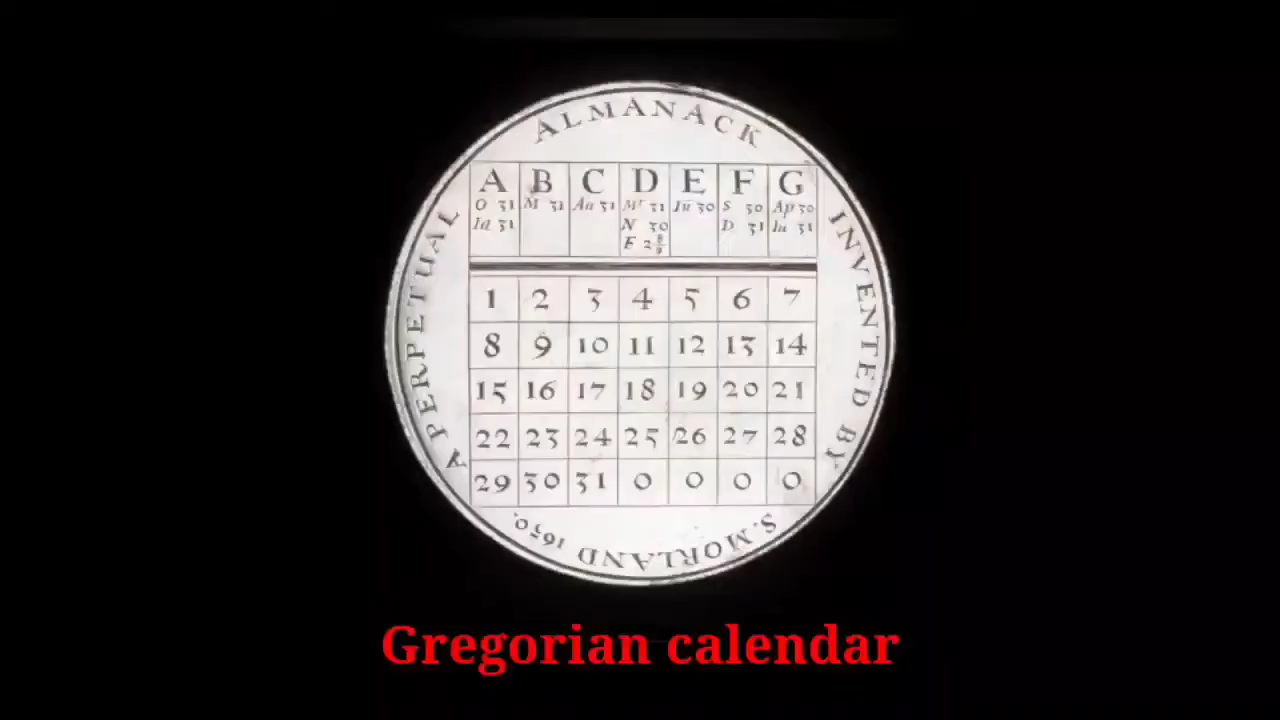 A PERPETUAL ALMANACK INVENTED BY
S. MORLAND 1650.
A B C D E F G
O 31 M 31 Au 31 Mr 31 Iu 30 S 30 Ap 30
Ia 31 N 30 D 31 Iu 31
F 28/9
1 2 3 4 5 6 7
8 9 10 11 12 13 14
15 16 17 18 19 20 21
22 23 24 25 26 27 28
29 30 31 0 0 0 0
Gregorian calendar